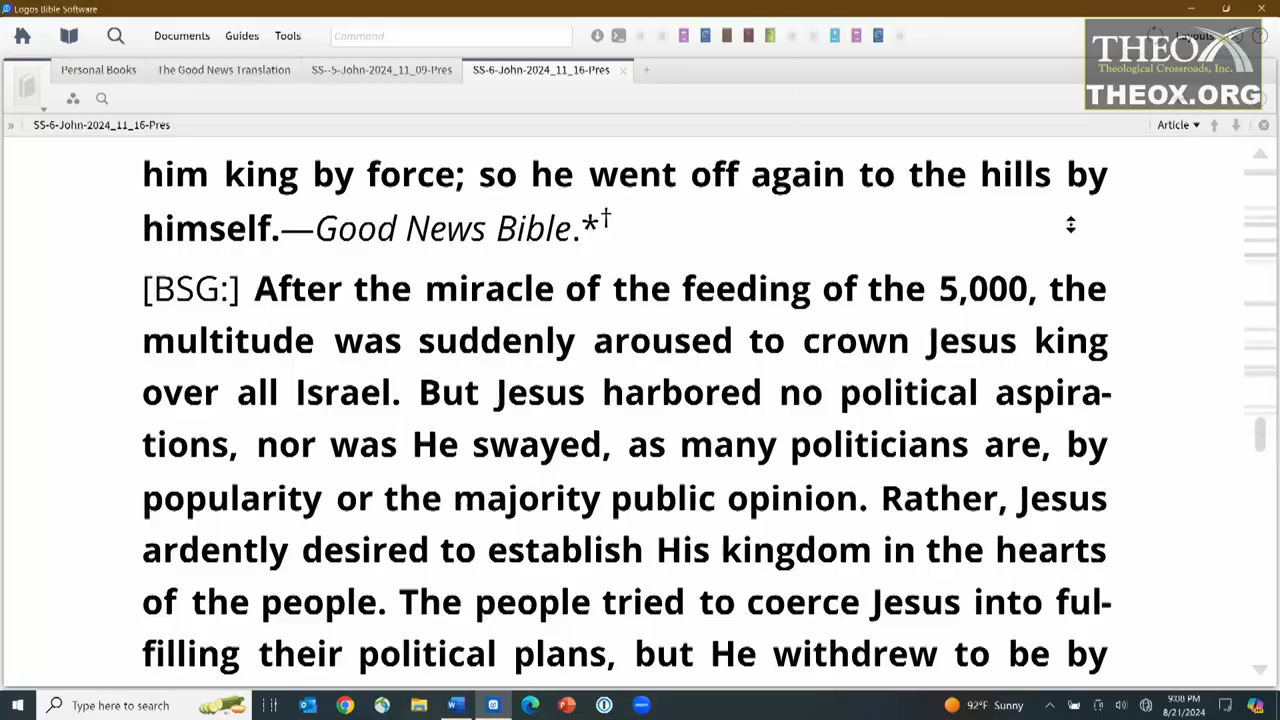 Logos Bible Software
Documents Guides Tools Command
Personal Books The Good News Translation SS-6-John-2024_11_16-Pres
THEOX
Theological Crossroads, Inc.
THEOX.ORG
SS-6-John-2024_11_16-Pres Article
him king by force; so he went off again to the hills by
himself.—Good News Bible.*†
[BSG:] After the miracle of the feeding of the 5,000, the
multitude was suddenly aroused to crown Jesus king
over all Israel. But Jesus harbored no political aspira-
tions, nor was He swayed, as many politicians are, by
popularity or the majority public opinion. Rather, Jesus
ardently desired to establish His kingdom in the hearts
of the people. The people tried to coerce Jesus into ful-
filling their political plans, but He withdrew to be by
Type here to search
92°F Sunny
9:08 PM
8/21/2024